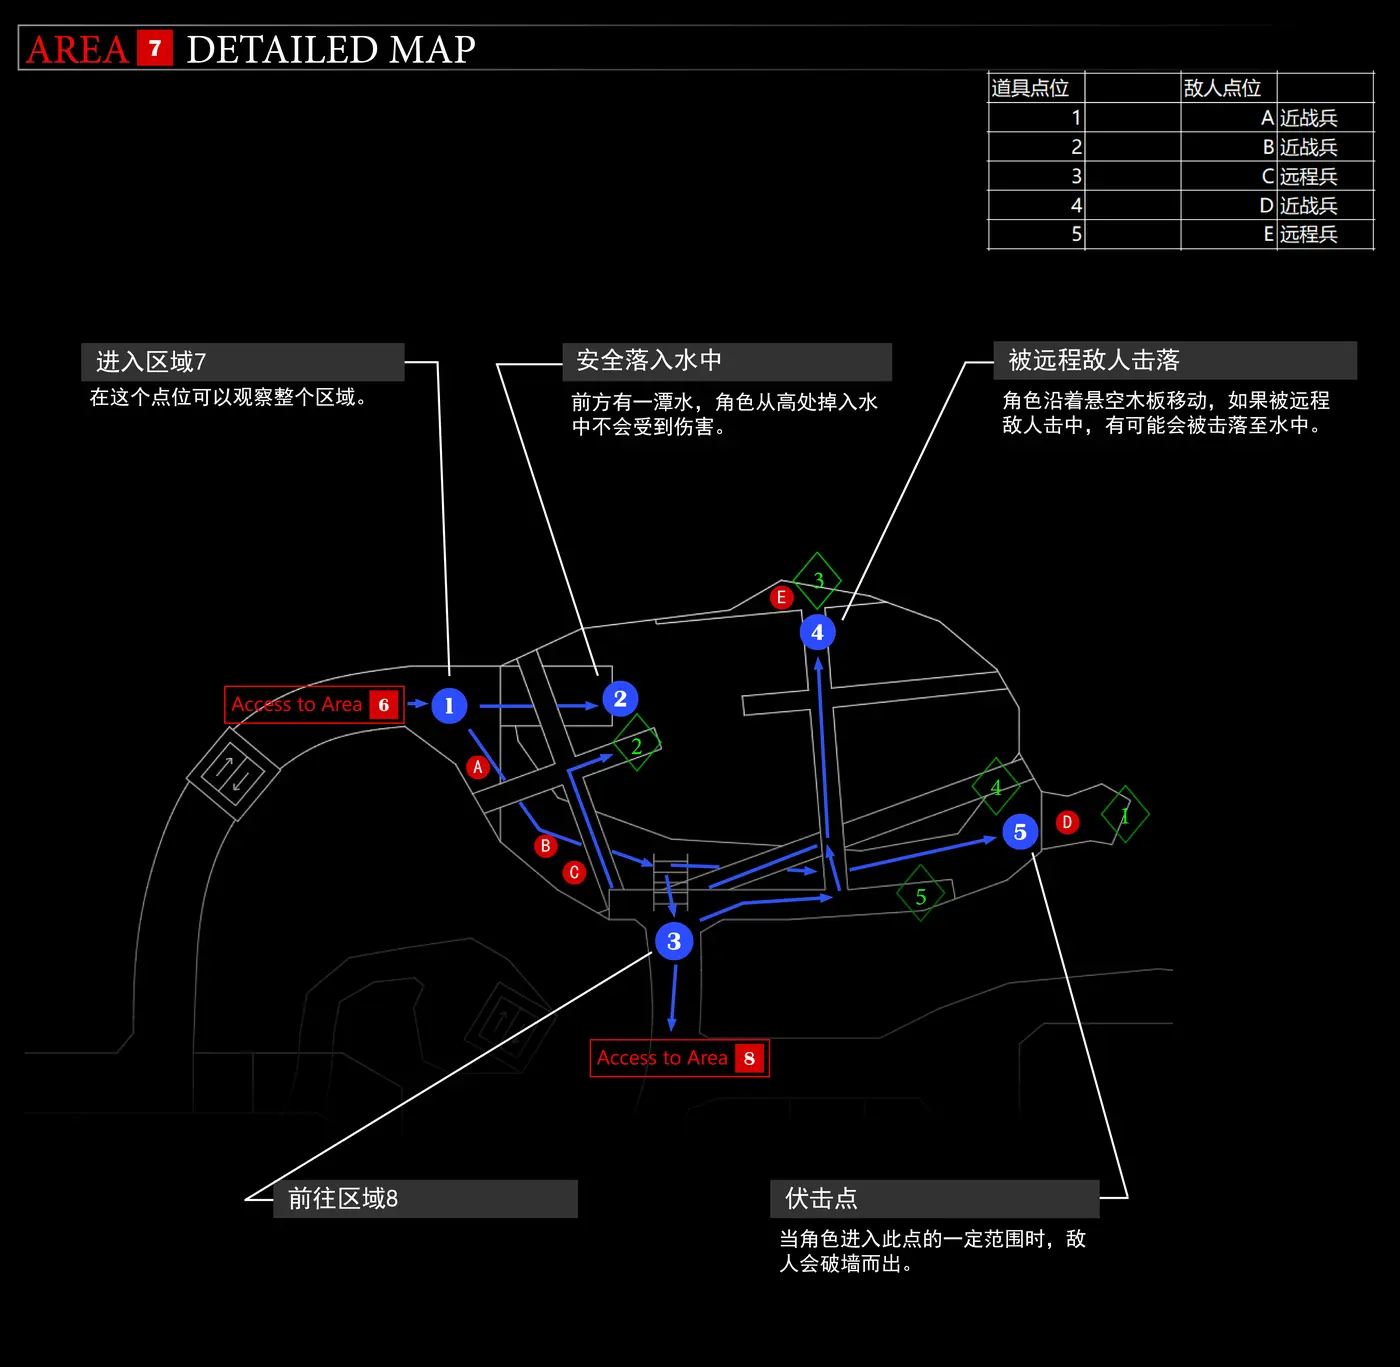 AREA 7 DETAILED MAP
道具点位 敌人点位
1 A 近战兵
2 B 近战兵
3 C 远程兵
4 D 近战兵
5 E 远程兵
进入区域7
在这个点位可以观察整个区域。
安全落入水中
前方有一潭水，角色从高处掉入水
中不会受到伤害。
被远程敌人击落
角色沿着悬空木板移动，如果被远程
敌人击中，有可能会被击落至水中。
3
E
4
Access to Area 6
1
2
2
A
4
1
D
5
B
C
5
3
Access to Area 8
前往区域8
伏击点
当角色进入此点的一定范围时，敌
人会破墙而出。